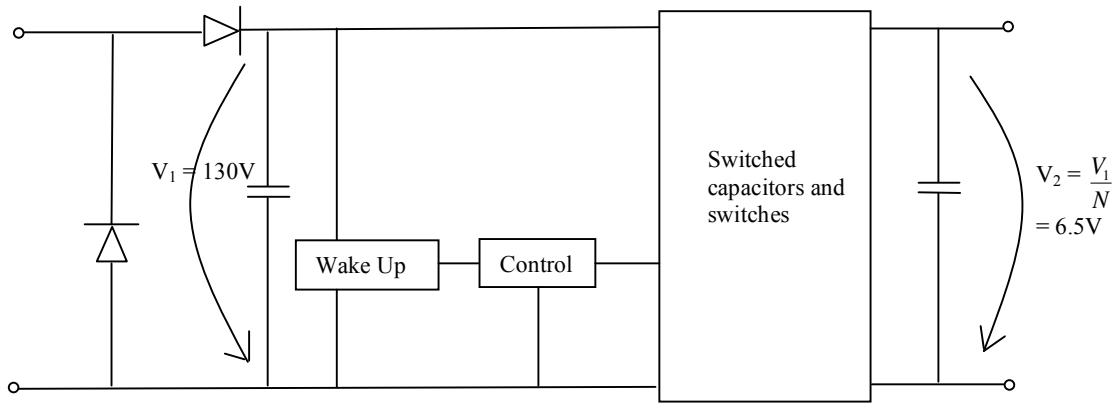 V₁ = 130V
Wake Up
Control
Switched
capacitors and
switches
V₂ = V₁/N
= 6.5V